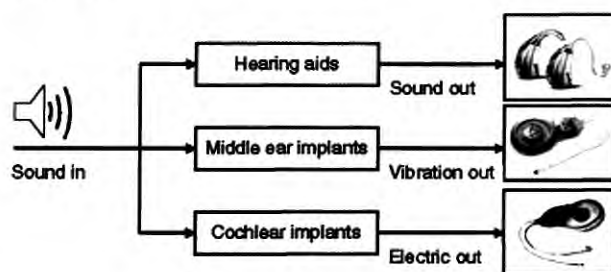 Hearing aids
Sound out
Sound in
Middle ear implants
Vibration out
Cochlear implants
Electric out